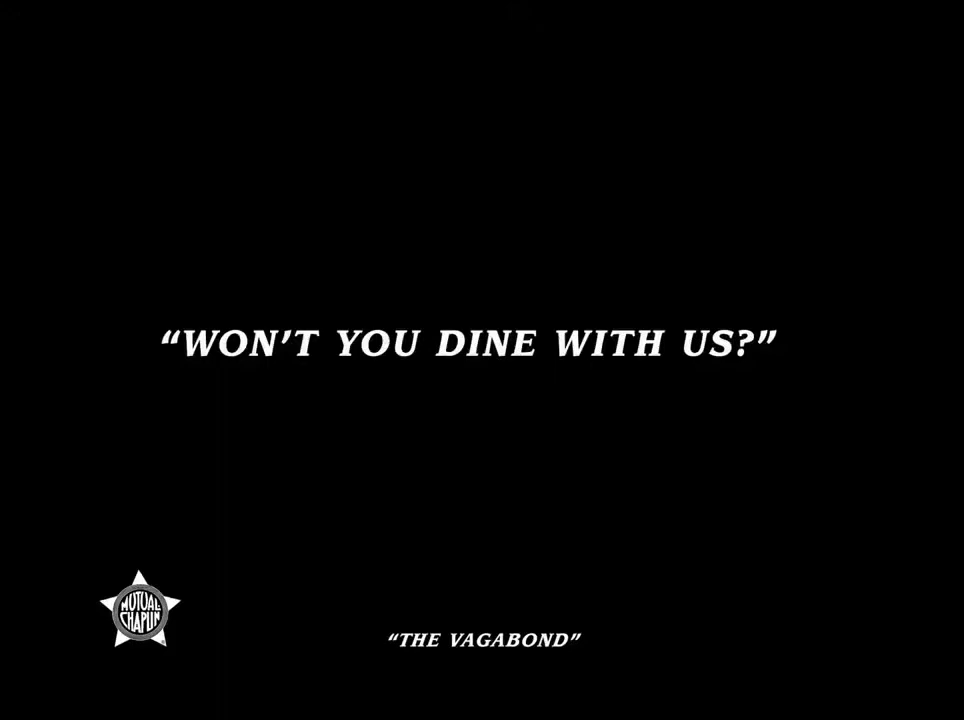 “WON’T YOU DINE WITH US?”
MUTUAL-
CHAPLIN
“THE VAGABOND”